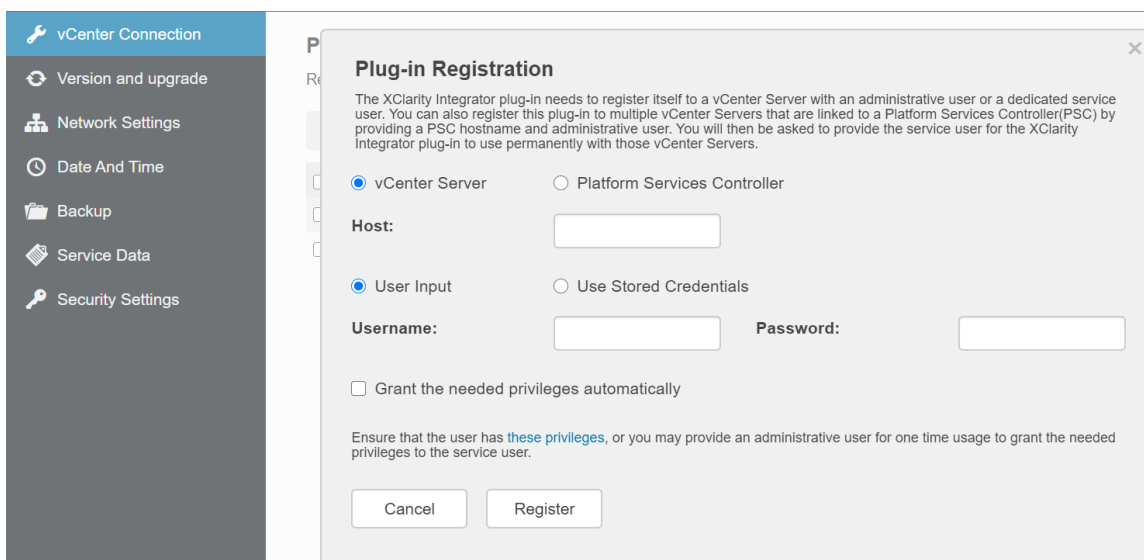 vCenter Connection
Version and upgrade
Network Settings
Date And Time
Backup
Service Data
Security Settings
P
Re
Plug-in Registration
The XClarity Integrator plug-in needs to register itself to a vCenter Server with an administrative user or a dedicated service
user. You can also register this plug-in to multiple vCenter Servers that are linked to a Platform Services Controller(PSC) by
providing a PSC hostname and administrative user. You will then be asked to provide the service user for the XClarity
Integrator plug-in to use permanently with those vCenter Servers.
vCenter Server Platform Services Controller
Host:
User Input Use Stored Credentials
Username: Password:
Grant the needed privileges automatically
Ensure that the user has these privileges, or you may provide an administrative user for one time usage to grant the needed
privileges to the service user.
Cancel Register